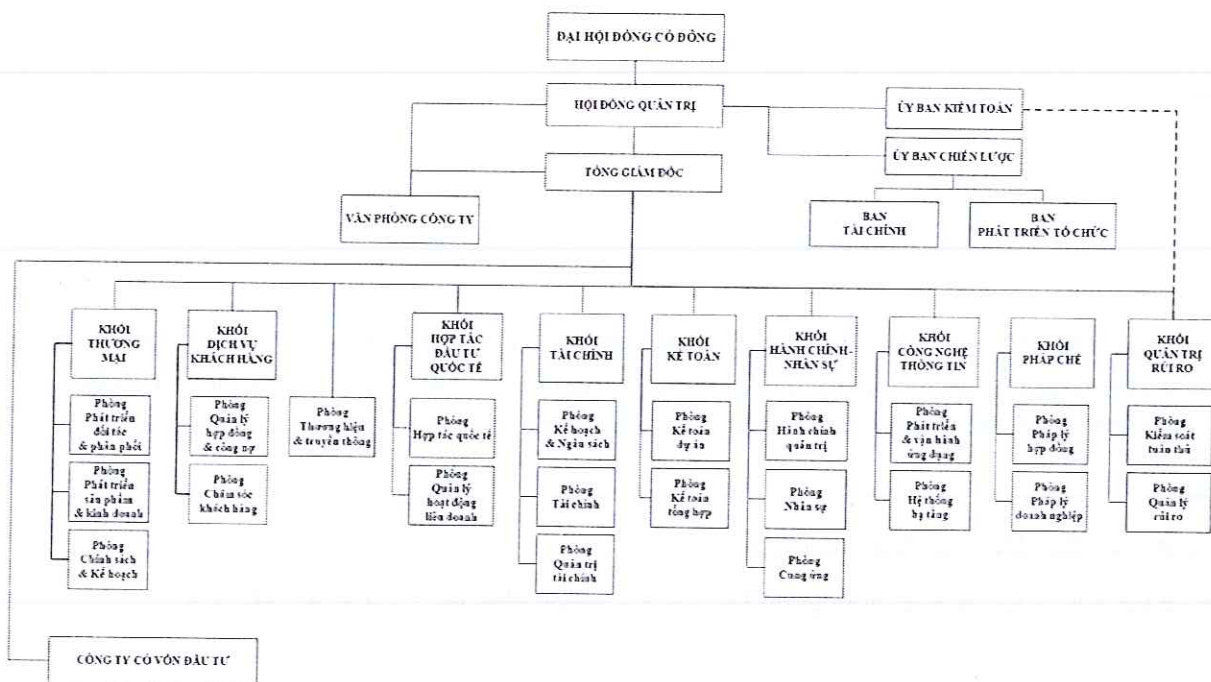 ĐẠI HỘI ĐỒNG CỔ ĐÔNG
HỘI ĐỒNG QUẢN TRỊ
ỦY BAN KIỂM TOÁN
ỦY BAN CHIẾN LƯỢC
TỔNG GIÁM ĐỐC
VĂN PHÒNG CÔNG TY
BAN
TÀI CHÍNH
BAN
PHÁT TRIỂN TỔ CHỨC
KHỐI
THƯƠNG
MẠI
Phòng
Phát triển
đối tác
& phân phối
Phòng
Phát triển
sản phẩm
& kinh doanh
Phòng
Chính sách
& Kế hoạch
KHỐI
DỊCH VỤ
KHÁCH HÀNG
Phòng
Quản lý
hợp đồng
& công nợ
Phòng
Chăm sóc
khách hàng
Phòng
Thương hiệu
& truyền thông
KHỐI
HỢP TÁC
ĐẦU TƯ
QUỐC TẾ
Phòng
Hợp tác quốc tế
Phòng
Quản lý
hoạt động
liên doanh
KHỐI
TÀI CHÍNH
Phòng
Kế hoạch
& Ngân sách
Phòng
Tài chính
Phòng
Quản trị
tài chính
KHỐI
KẾ TOÁN
Phòng
Kế toán
dự án
Phòng
Kế toán
tổng hợp
KHỐI
HÀNH CHÍNH-
NHÂN SỰ
Phòng
Hành chính
quản trị
Phòng
Nhân sự
Phòng
Cung ứng
KHỐI
CÔNG NGHỆ
THÔNG TIN
Phòng
Phát triển
& vận hành
ứng dụng
Phòng
Hệ thống
hạ tầng
KHỐI
PHÁP CHẾ
Phòng
Pháp lý
hợp đồng
Phòng
Pháp lý
doanh nghiệp
KHỐI
QUẢN TRỊ
RỦI RO
Phòng
Kiểm soát
tuân thủ
Phòng
Quản lý
rủi ro
CÔNG TY CÓ VỐN ĐẦU TƯ